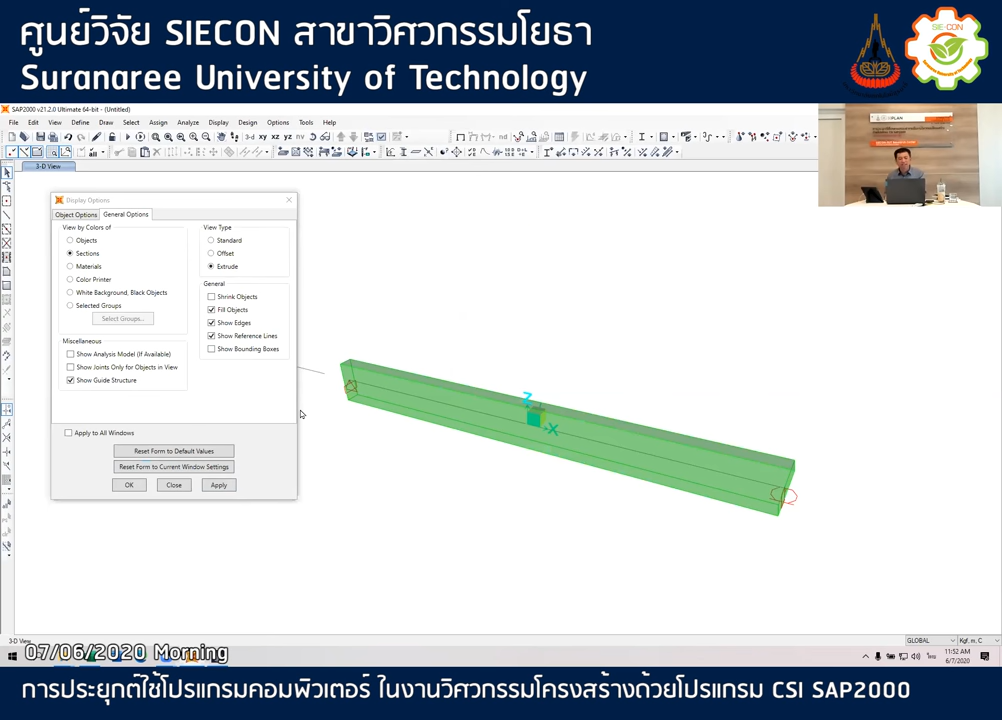 ศูนย์วิจัย SIECON สาขาวิศวกรรมโยธา
Suranaree University of Technology
SIE-CON
SAP2000 v21.2.0 Ultimate 64-bit - (Untitled)
File Edit View Define Draw Select Assign Analyze Display Design Options Tools Help
3-d xy xz yz nv
3-D View
Display Options
Object Options General Options
View by Colors of
Objects
Sections
Materials
Color Printer
White Background, Black Objects
Selected Groups
Select Groups...
View Type
Standard
Offset
Extrude
General
Shrink Objects
Fill Objects
Show Edges
Show Reference Lines
Show Bounding Boxes
Miscellaneous
Show Analysis Model (If Available)
Show Joints Only for Objects in View
Show Guide Structure
Apply to All Windows
Reset Form to Default Values
Reset Form to Current Window Settings
OK Close Apply
Z
X
3-D View
GLOBAL Kgf, m, C
07/06/2020 Morning
11:52 AM
6/7/2020
การประยุกต์ใช้โปรแกรมคอมพิวเตอร์ ในงานวิศวกรรมโครงสร้างด้วยโปรแกรม CSI SAP2000